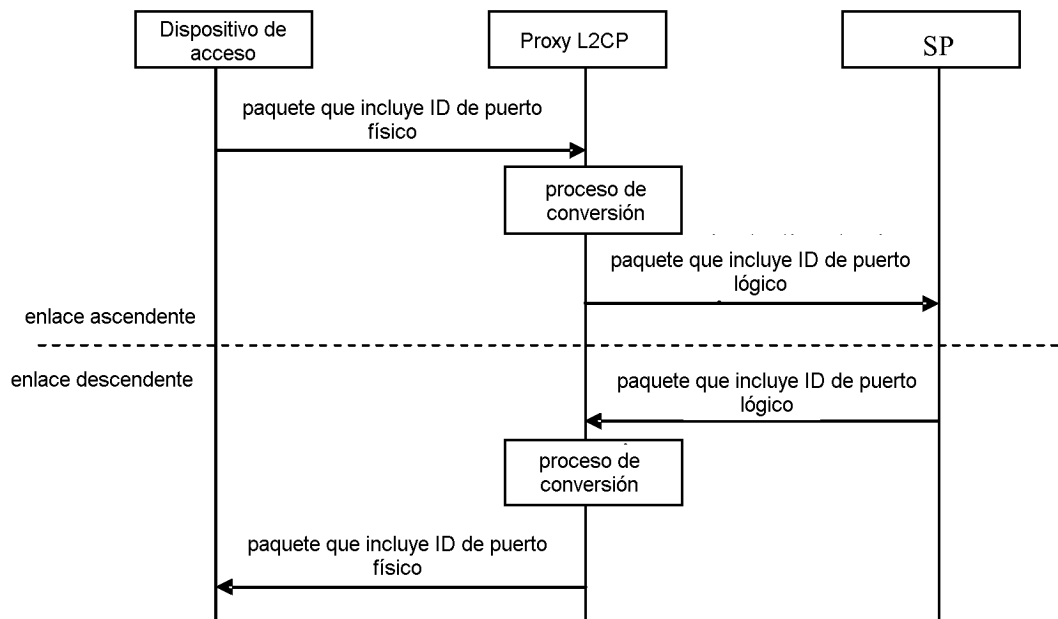 Dispositivo de
acceso
Proxy L2CP
SP
paquete que incluye ID de puerto
físico
proceso de
conversión
paquete que incluye ID de puerto
lógico
enlace ascendente
enlace descendente
paquete que incluye ID de puerto
lógico
proceso de
conversión
paquete que incluye ID de puerto
físico